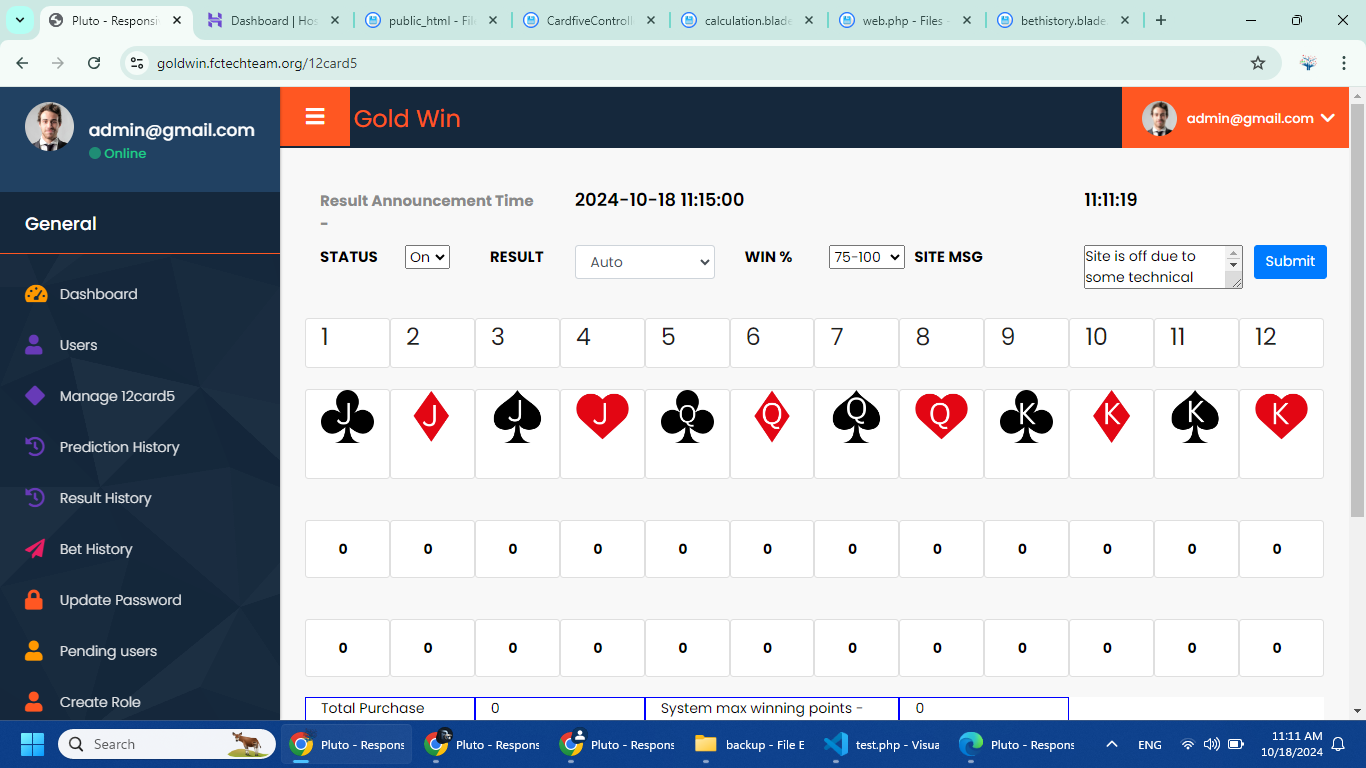 Pluto - Responsi
Dashboard | Hos
public_html - File
CardfiveControll
calculation.blade
web.php - Files -
bethistory.blade
goldwin.fctechteam.org/12card5
admin@gmail.com
Online
Gold Win
admin@gmail.com
General
Dashboard
Users
Manage 12card5
Prediction History
Result History
Bet History
Update Password
Pending users
Create Role
Result Announcement Time
-
2024-10-18 11:15:00
11:11:19
STATUS On RESULT Auto WIN % 75-100 SITE MSG
Site is off due to
some technical
Submit
1 2 3 4 5 6 7 8 9 10 11 12
J J J J Q Q Q Q K K K K
0 0 0 0 0 0 0 0 0 0 0 0
0 0 0 0 0 0 0 0 0 0 0 0
Total Purchase 0 System max winning points - 0
Search
Pluto - Respons
Pluto - Respons
Pluto - Respons
backup - File E
test.php - Visua
Pluto - Respons
ENG
11:11 AM
10/18/2024